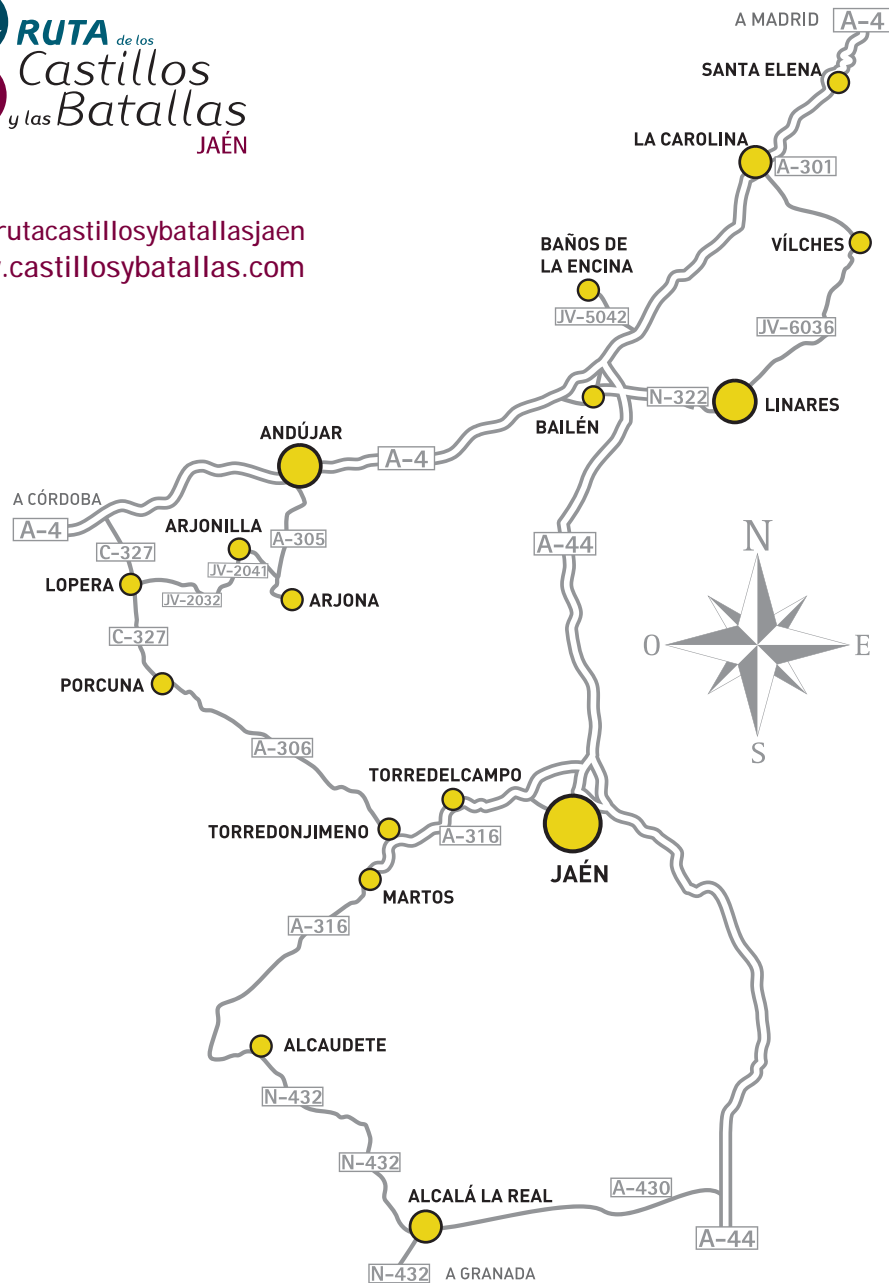 RUTA de los
Castillos
y las Batallas
JAÉN
rutacastillosybatallasjaen
.castillosybatallas.com
A MADRID
A-4
SANTA ELENA
LA CAROLINA
A-301
BAÑOS DE
LA ENCINA
VÍLCHES
JV-5042
JV-6036
N-322
LINARES
BAILÉN
ANDÚJAR
A-4
A CÓRDOBA
A-4
ARJONILLA
A-305
A-44
C-327
JV-2041
LOPERA
JV-2032
ARJONA
N
O
E
S
C-327
PORCUNA
A-306
TORREDELCAMPO
TORREDONJIMENO
A-316
JAÉN
MARTOS
A-316
ALCAUDETE
N-432
N-432
ALCALÁ LA REAL
A-430
A-44
N-432
A GRANADA